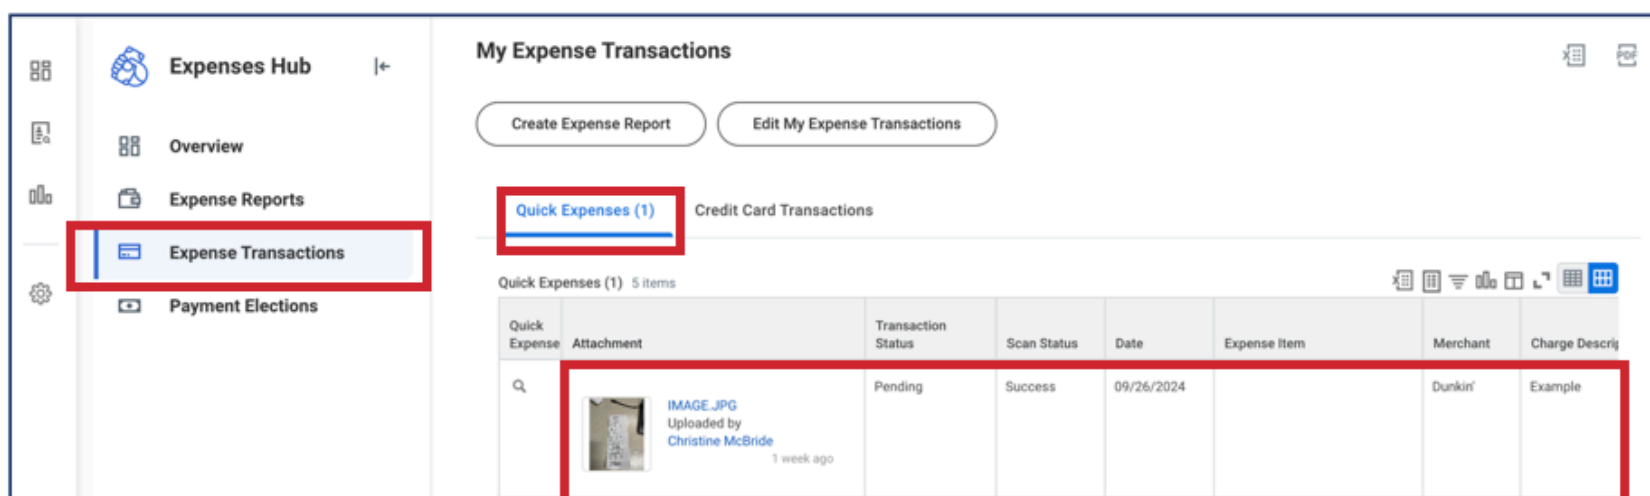 Expenses Hub
Overview
Expense Reports
Expense Transactions
Payment Elections
My Expense Transactions
PDF
Create Expense Report
Edit My Expense Transactions
Quick Expenses (1)
Credit Card Transactions
Quick Expenses (1) 5 items
Quick Expense
Attachment
Transaction Status
Scan Status
Date
Expense Item
Merchant
Charge Descrip
IMAGE.JPG
Uploaded by
Christine McBride
1 week ago
Pending
Success
09/26/2024
Dunkin'
Example